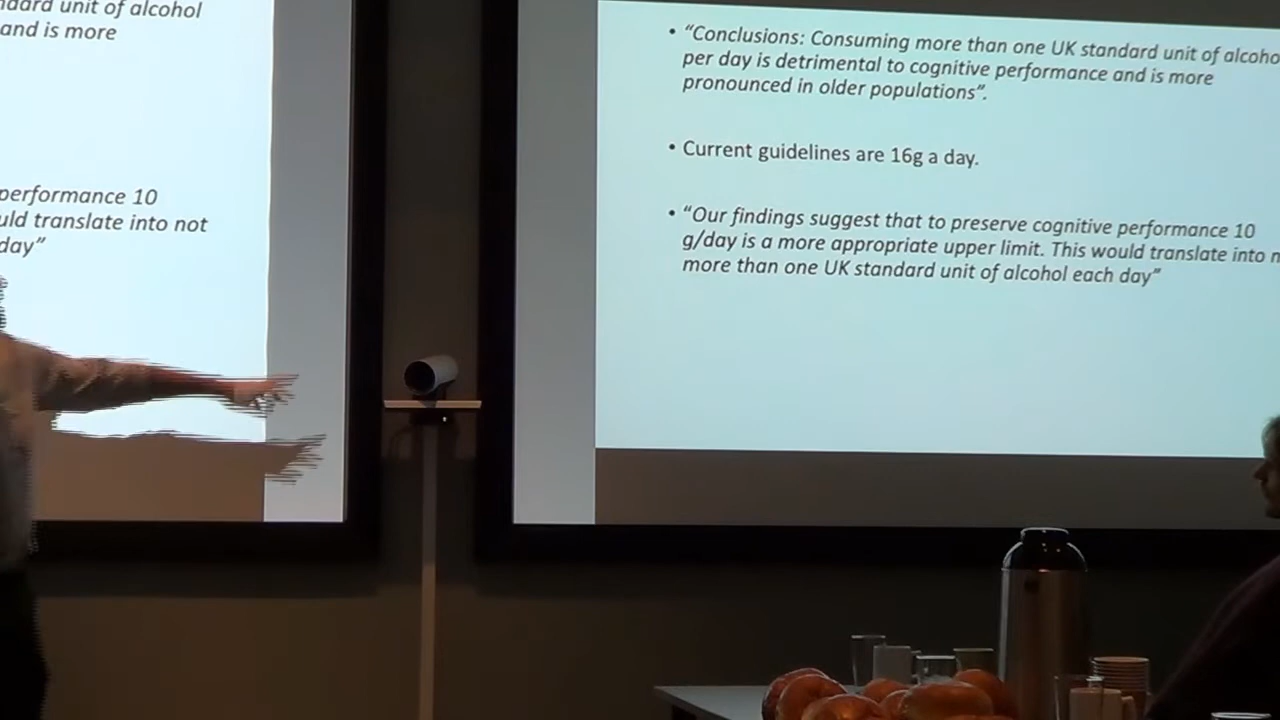 ndard unit of alcohol
and is more
performance 10
uld translate into not
day”
• “Conclusions: Consuming more than one UK standard unit of alcoho
per day is detrimental to cognitive performance and is more
pronounced in older populations”.
• Current guidelines are 16g a day.
• “Our findings suggest that to preserve cognitive performance 10
g/day is a more appropriate upper limit. This would translate into n
more than one UK standard unit of alcohol each day”